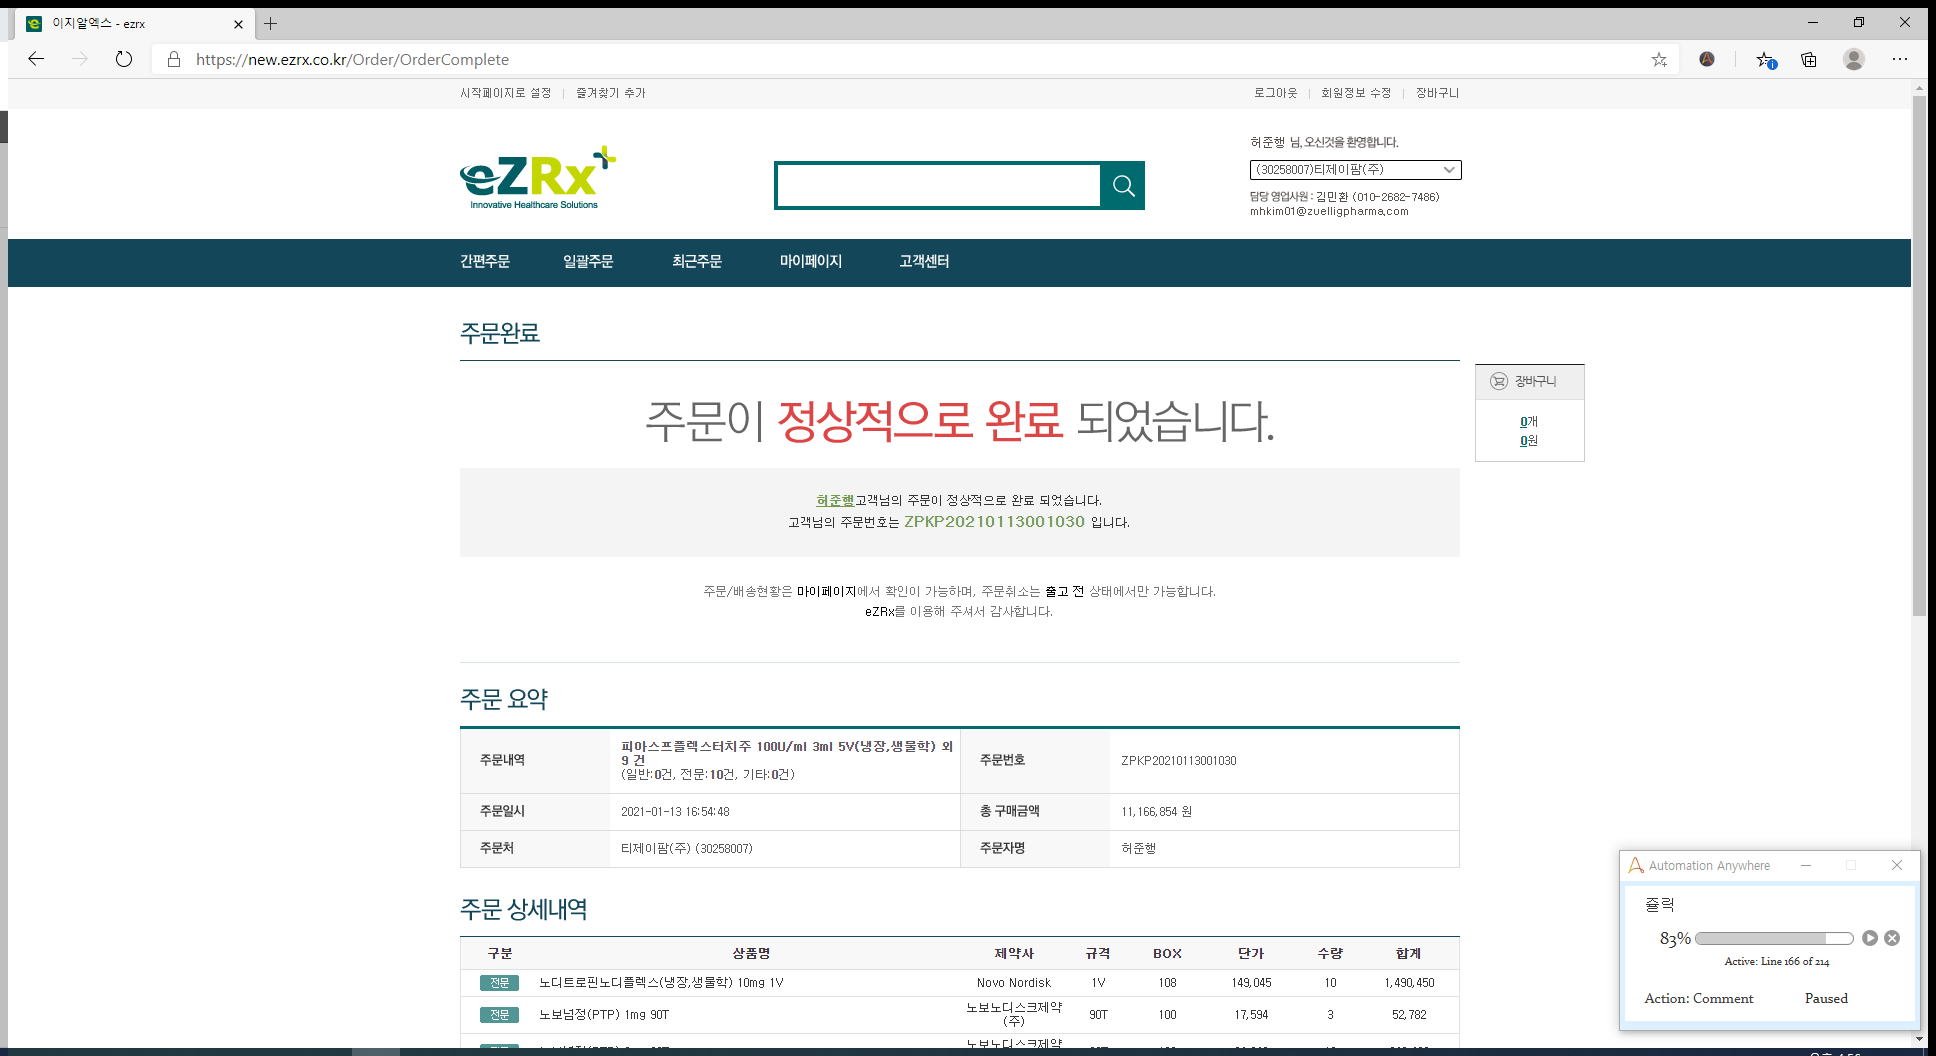 이지알엑스 - ezrx
https://new.ezrx.co.kr/Order/OrderComplete
시작페이지로 설정 | 즐겨찾기 추가
로그아웃 | 회원정보 수정 | 장바구니
eZRx
Innovative Healthcare Solutions
허준행 님, 오신것을 환영합니다.
(30258007)티제이팜(주)
담당 영업사원 : 김민환 (010-2682-7486)
mhkim01@zuelligpharma.com
간편주문 일괄주문 최근주문 마이페이지 고객센터
주문완료
장바구니
0개
0원
주문이 정상적으로 완료 되었습니다.
허준행고객님의 주문이 정상적으로 완료 되었습니다.
고객님의 주문번호는 ZPKP20210113001030 입니다.
주문/배송현황은 마이페이지에서 확인이 가능하며, 주문취소는 출고 전 상태에서만 가능합니다.
eZRx를 이용해 주셔서 감사합니다.
주문 요약
주문내역 피아스프플렉스터치주 100U/ml 3ml 5V(냉장,생물학) 외
9 건
(일반:0건, 전문:10건, 기타:0건)
주문번호 ZPKP20210113001030
주문일시 2021-01-13 16:54:48 총 구매금액 11,166,854 원
주문처 티제이팜(주) (30258007) 주문자명 허준행
주문 상세내역
구분 상품명 제약사 규격 BOX 단가 수량 합계
전문 노디트로핀노디플렉스(냉장,생물학) 10mg 1V Novo Nordisk 1V 108 149,045 10 1,490,450
전문 노보넘정(PTP) 1mg 90T 노보노디스크제약
(주) 90T 100 17,594 3 52,782
노보노디스크제약
Automation Anywhere
쥴릭
83%
Active: Line 166 of 214
Action: Comment Paused